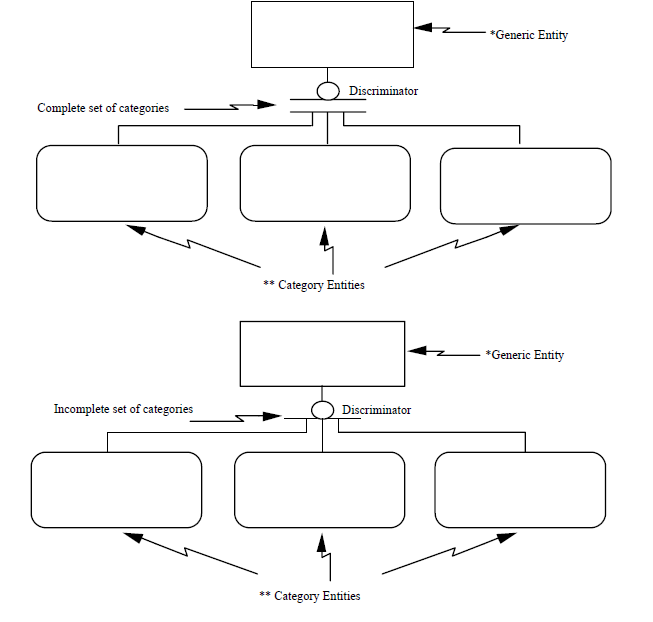 *Generic Entity
Discriminator
Complete set of categories
** Category Entities
*Generic Entity
Incomplete set of categories
Discriminator
** Category Entities